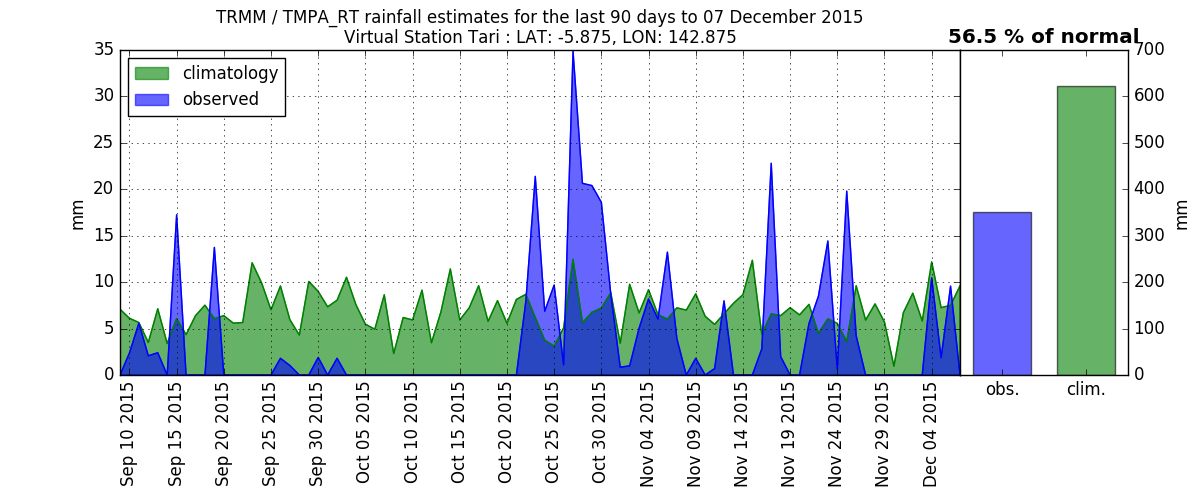 TRMM / TMPA_RT rainfall estimates for the last 90 days to 07 December 2015
Virtual Station Tari : LAT: -5.875, LON: 142.875
56.5 % of normal
climatology
observed
35
30
25
20
15
10
5
0
mm
700
600
500
400
300
200
100
0
mm
Sep 10 2015
Sep 15 2015
Sep 20 2015
Sep 25 2015
Sep 30 2015
Oct 05 2015
Oct 10 2015
Oct 15 2015
Oct 20 2015
Oct 25 2015
Oct 30 2015
Nov 04 2015
Nov 09 2015
Nov 14 2015
Nov 19 2015
Nov 24 2015
Nov 29 2015
Dec 04 2015
obs.
clim.